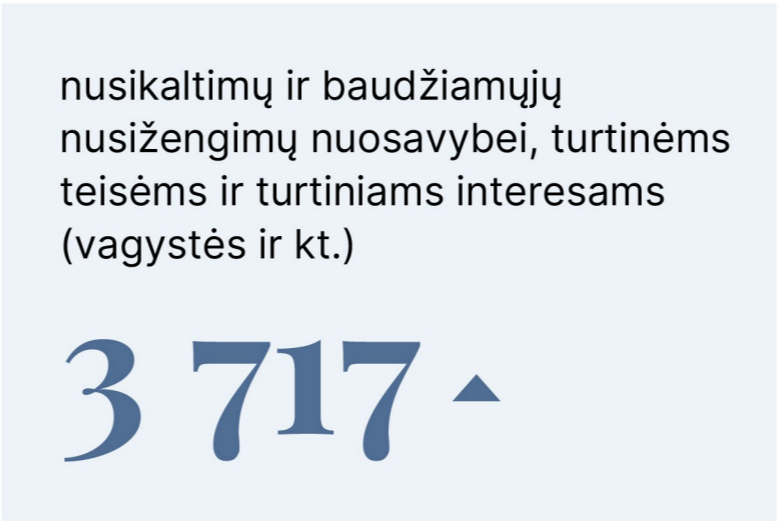 nusikaltimų ir baudžiamųjų
nusižengimų nuosavybei, turtinėms
teisėms ir turtiniams interesams
(vagystės ir kt.)
3 717